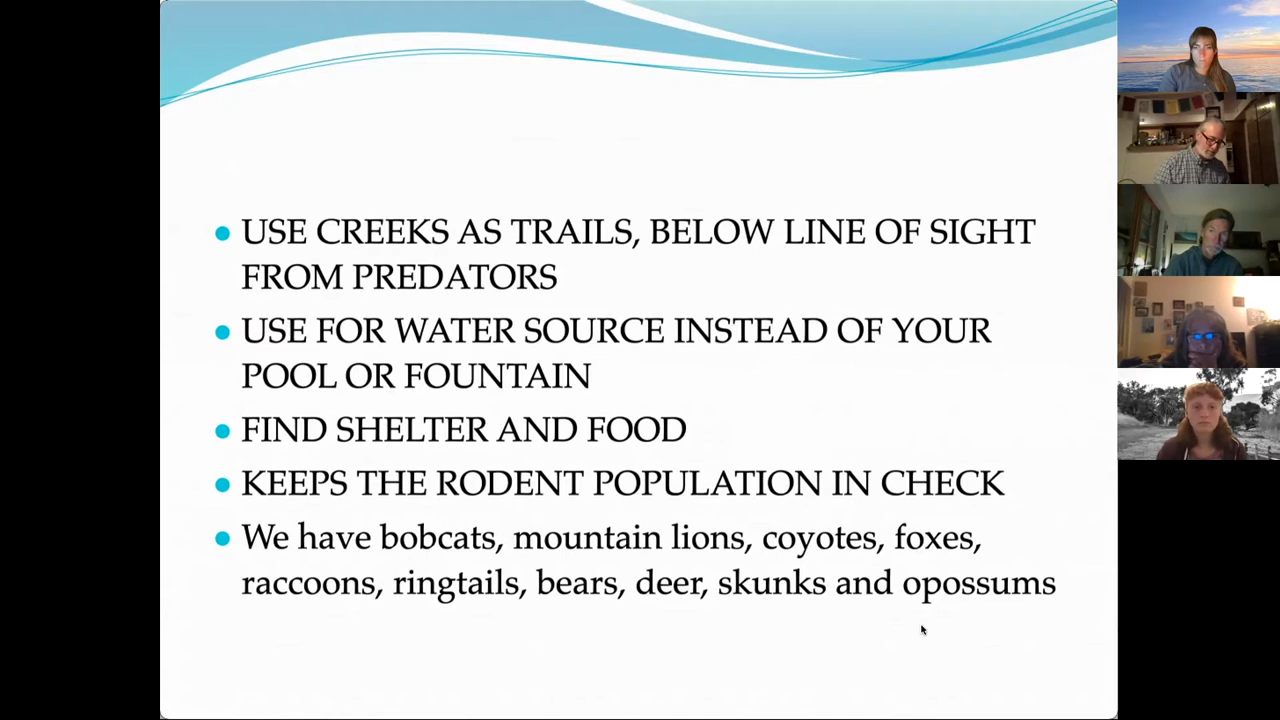 USE CREEKS AS TRAILS, BELOW LINE OF SIGHT
FROM PREDATORS
USE FOR WATER SOURCE INSTEAD OF YOUR
POOL OR FOUNTAIN
FIND SHELTER AND FOOD
KEEPS THE RODENT POPULATION IN CHECK
We have bobcats, mountain lions, coyotes, foxes,
raccoons, ringtails, bears, deer, skunks and opossums